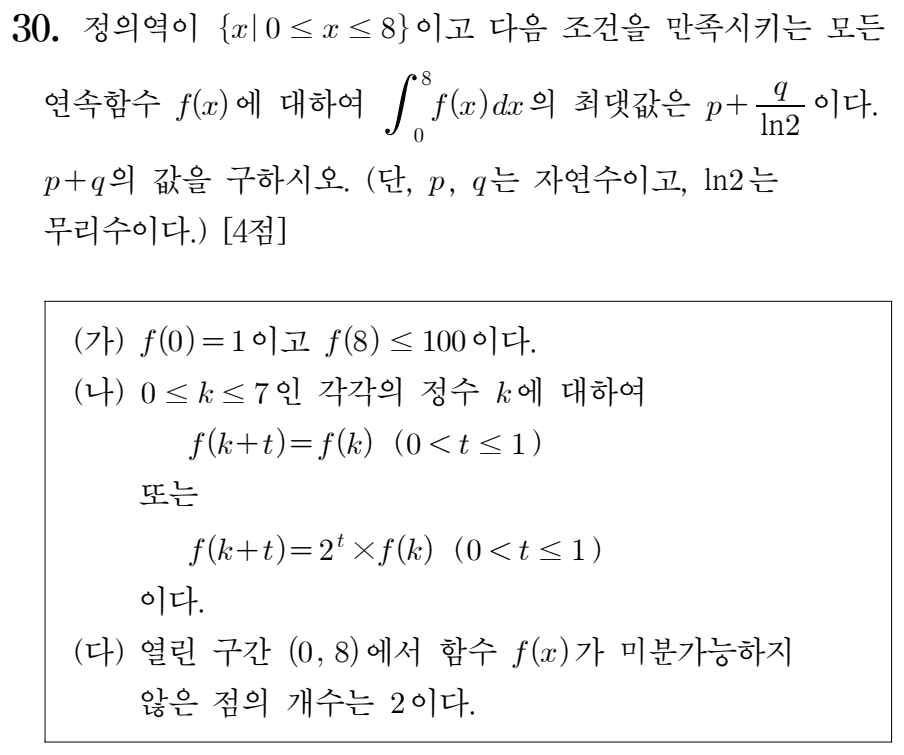 30. 정의역이 {x| 0 ≤ x ≤ 8}이고 다음 조건을 만족시키는 모든
연속함수 f(x)에 대하여 ∫₀⁸ f(x)dx의 최댓값은 p + q/ln2 이다.
p+q의 값을 구하시오. (단, p, q는 자연수이고, ln2는
무리수이다.) [4점]
(가) f(0)=1이고 f(8) ≤ 100이다.
(나) 0 ≤ k ≤ 7인 각각의 정수 k에 대하여
f(k+t)=f(k) (0 < t ≤ 1)
또는
f(k+t)=2ᵗ×f(k) (0 < t ≤ 1)
이다.
(다) 열린 구간 (0, 8)에서 함수 f(x)가 미분가능하지
않은 점의 개수는 2이다.